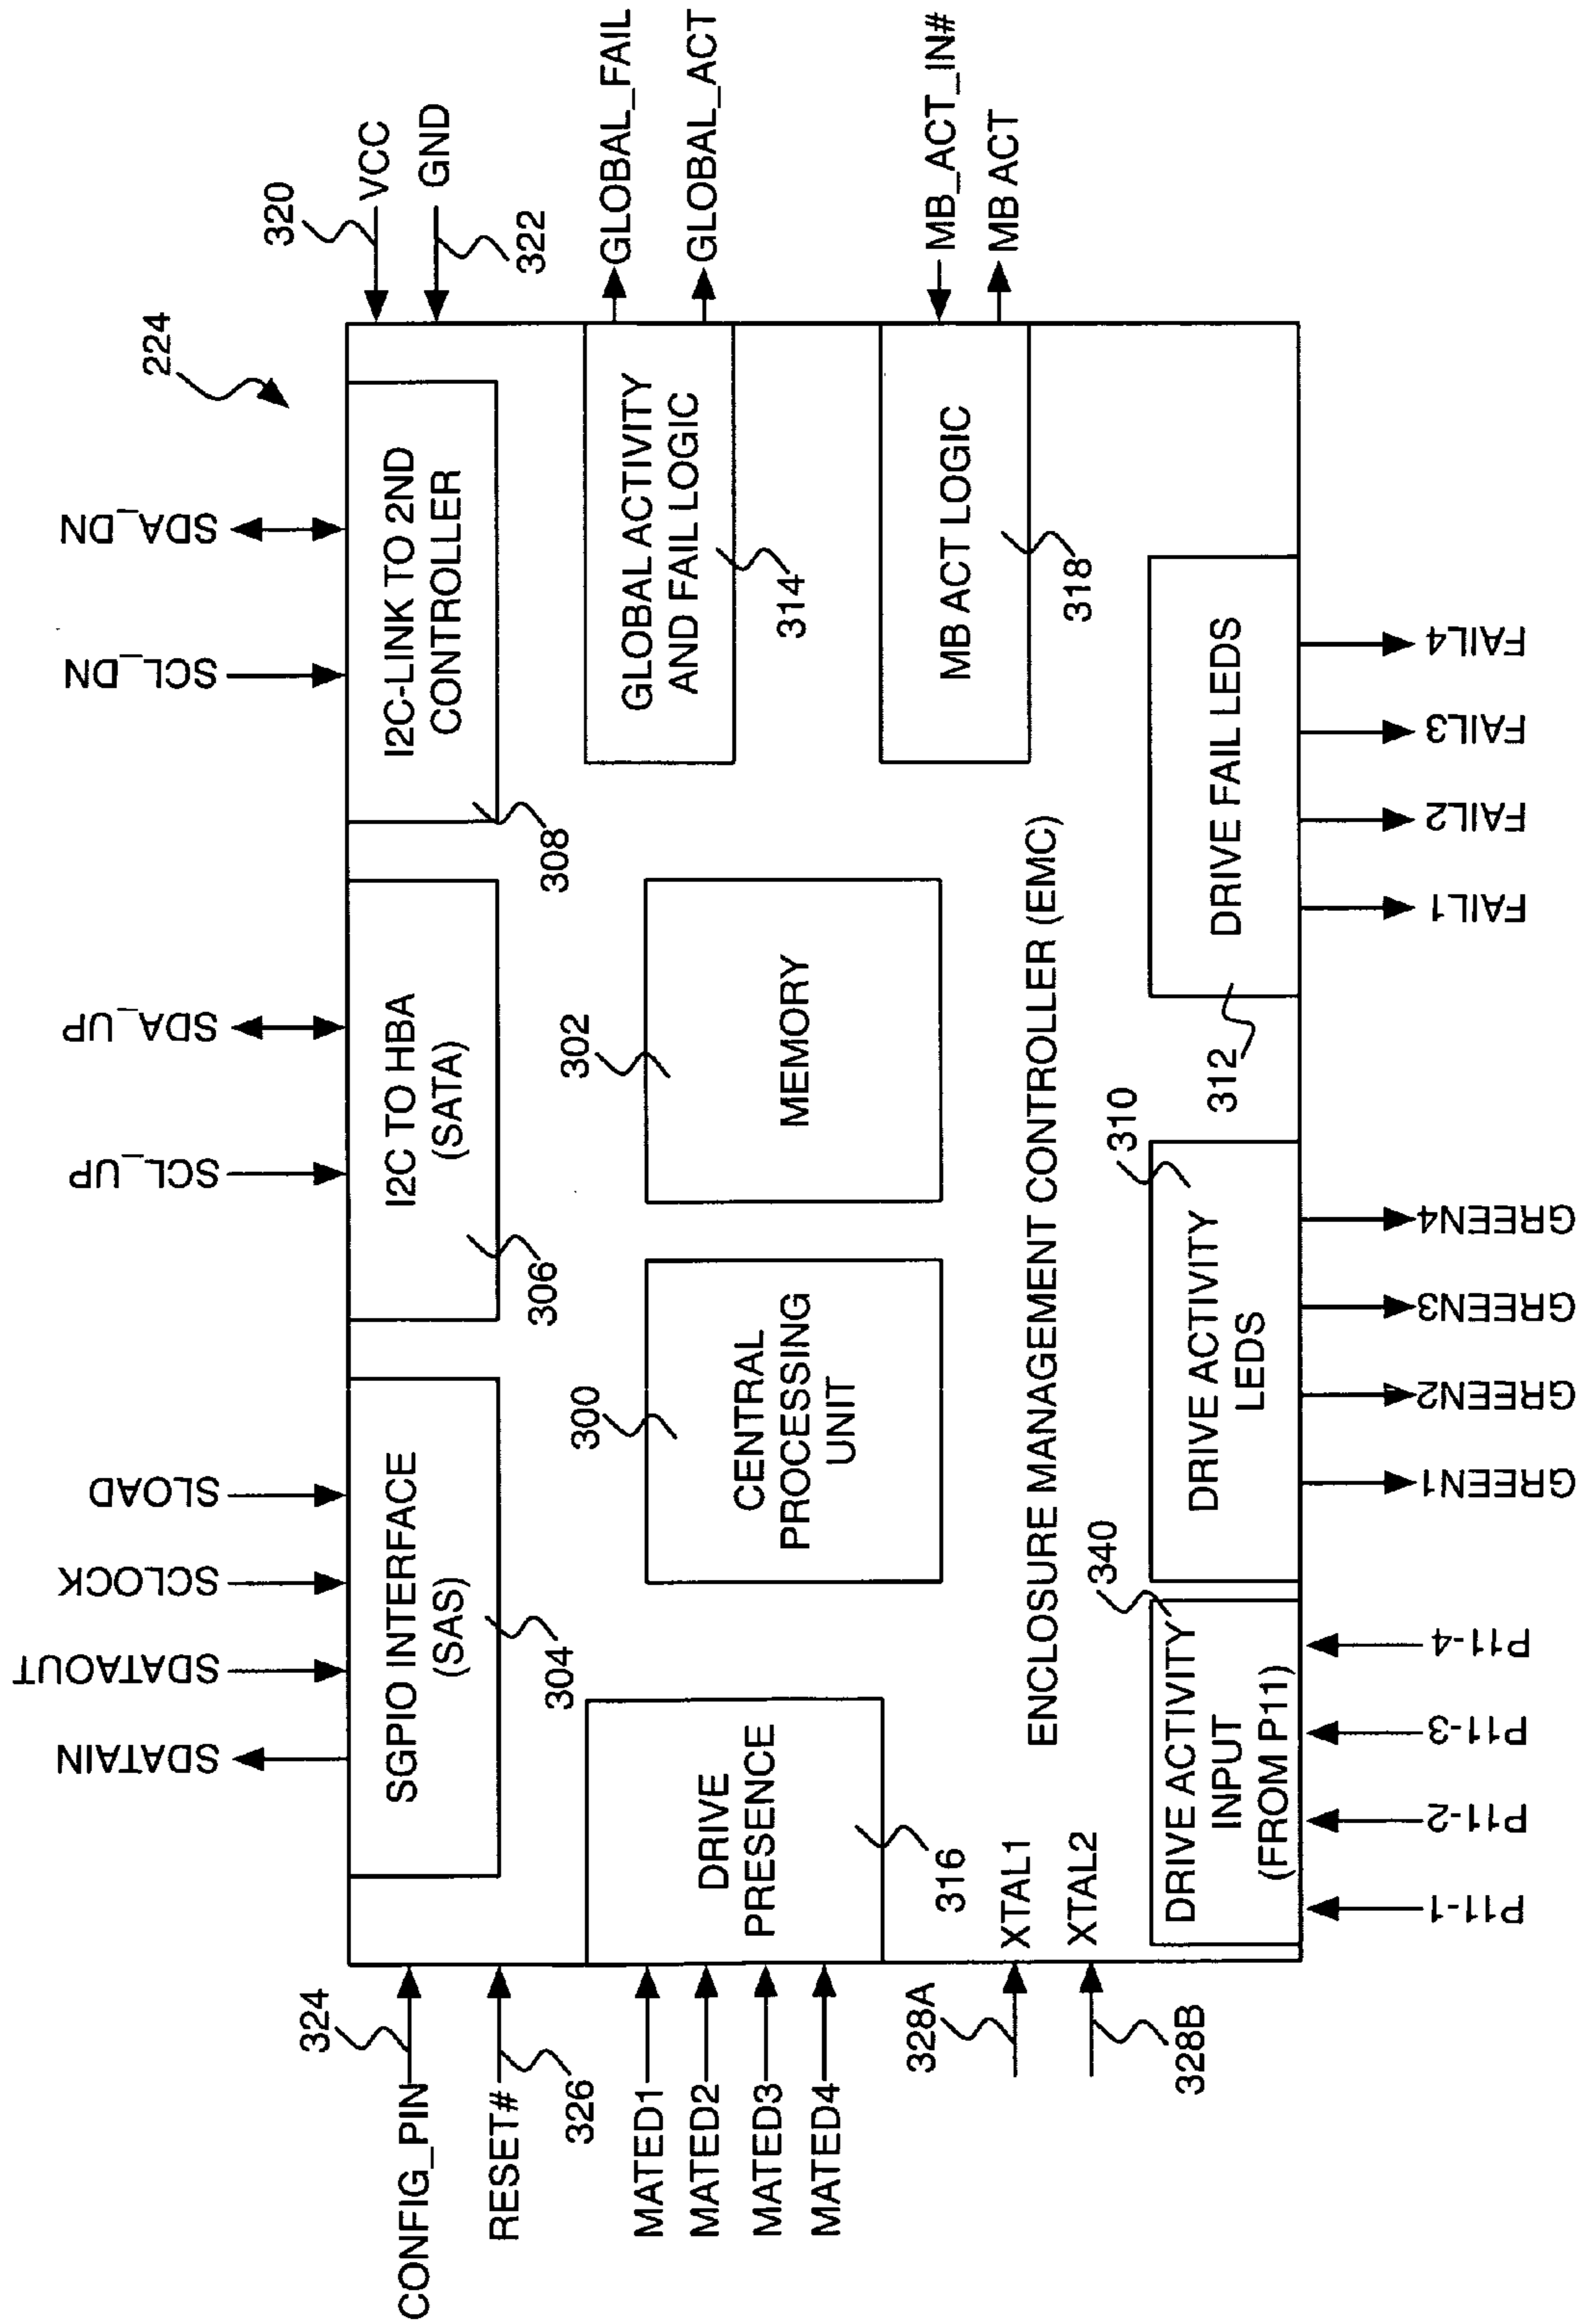 224
SDATAIN
SDATAOUT
SCLOCK
SLOAD
SCL_UP
SDA_UP
SCL_DN
SDA_DN
324
CONFIG_PIN
RESET#
326
MATED1
MATED2
MATED3
MATED4
328A
328B
XTAL1
XTAL2
320
VCC
GND
322
GLOBAL_FAIL
GLOBAL_ACT
MB_ACT_IN#
MB ACT
SGPIO INTERFACE
(SAS)
304
I2C TO HBA
(SATA)
306
I2C-LINK TO 2ND
CONTROLLER
308
DRIVE
PRESENCE
316
300
CENTRAL
PROCESSING
UNIT
302
MEMORY
GLOBAL ACTIVITY
AND FAIL LOGIC
314
MB ACT LOGIC
318
ENCLOSURE MANAGEMENT CONTROLLER (EMC)
340
DRIVE ACTIVITY
INPUT
(FROM P11)
310
DRIVE ACTIVITY
LEDS
312
DRIVE FAIL LEDS
P11-1
P11-2
P11-3
P11-4
GREEN1
GREEN2
GREEN3
GREEN4
FAIL1
FAIL2
FAIL3
FAIL4